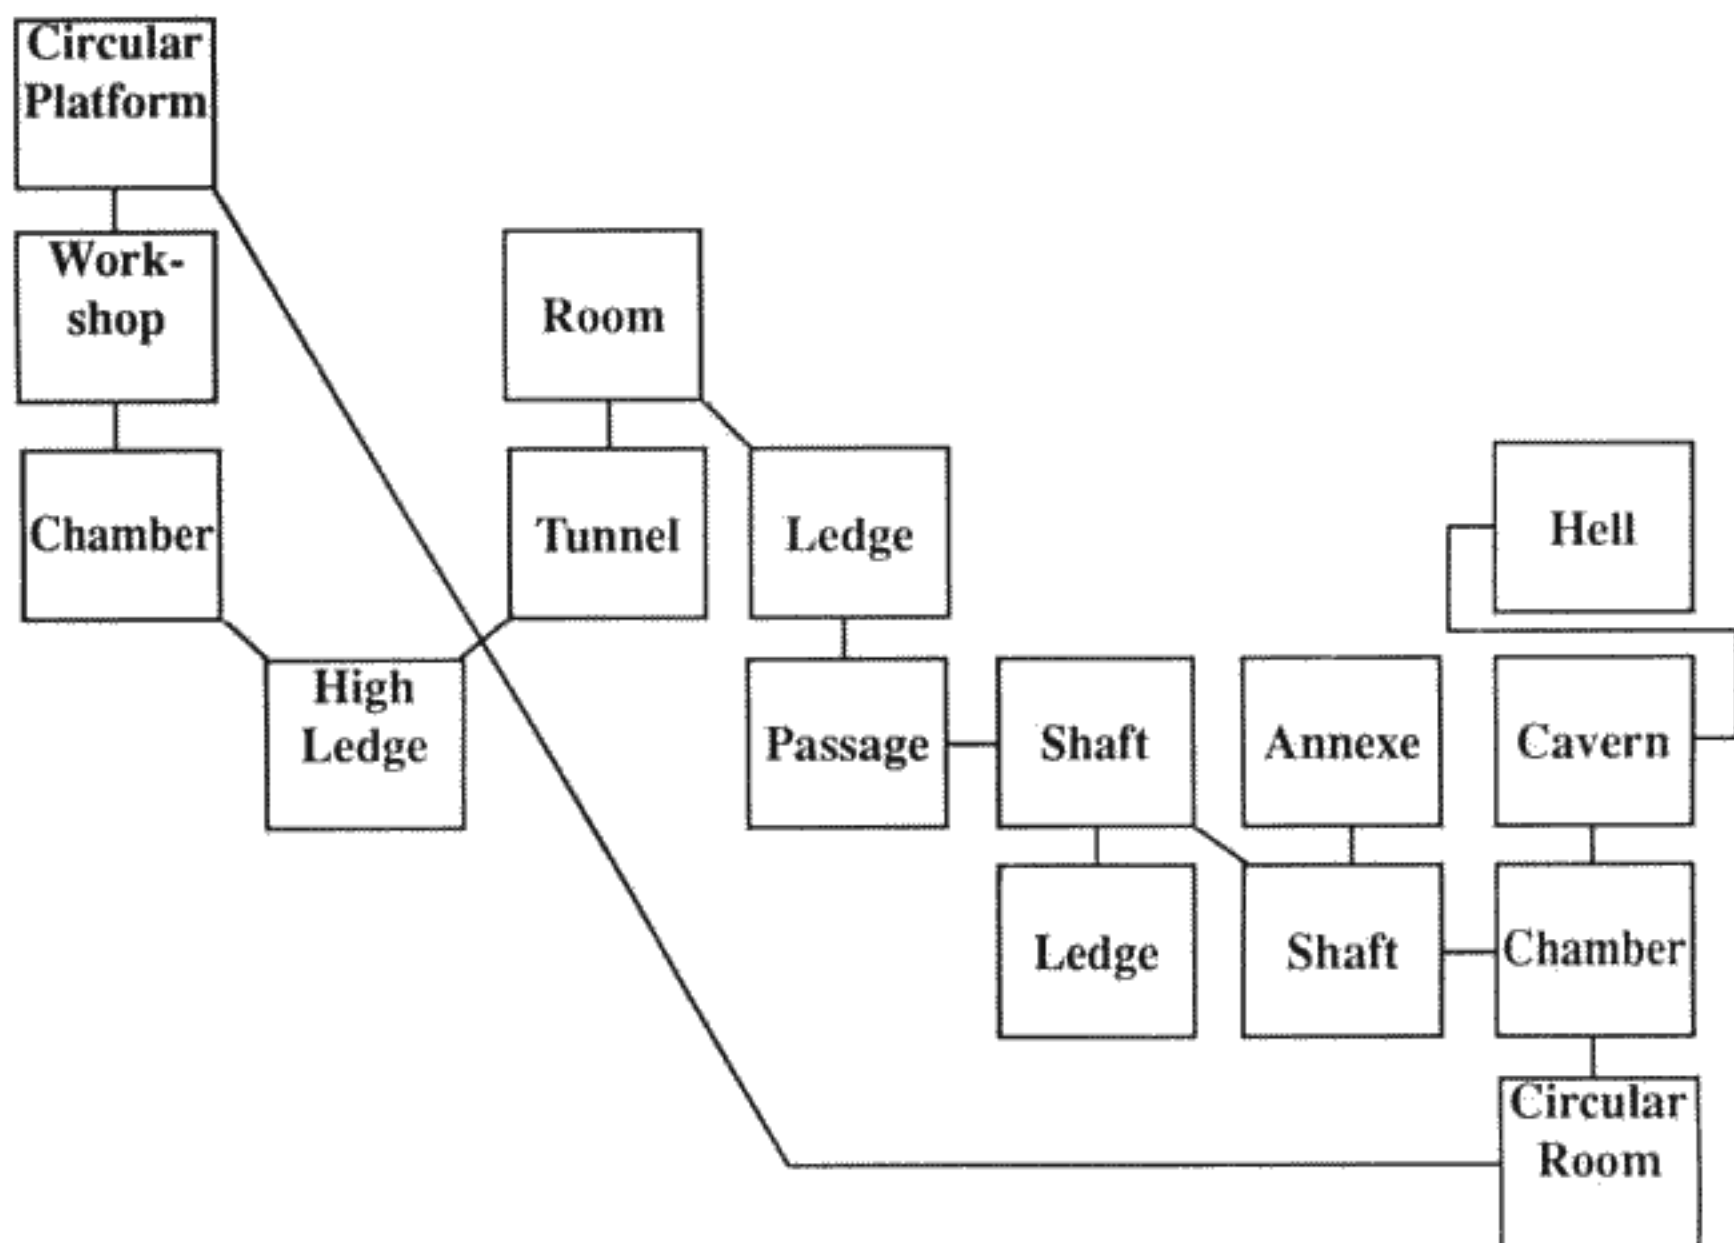 Circular
Platform
Work-
shop
Room
Chamber
Tunnel
Ledge
Hell
High
Ledge
Passage
Shaft
Annexe
Cavern
Ledge
Shaft
Chamber
Circular
Room